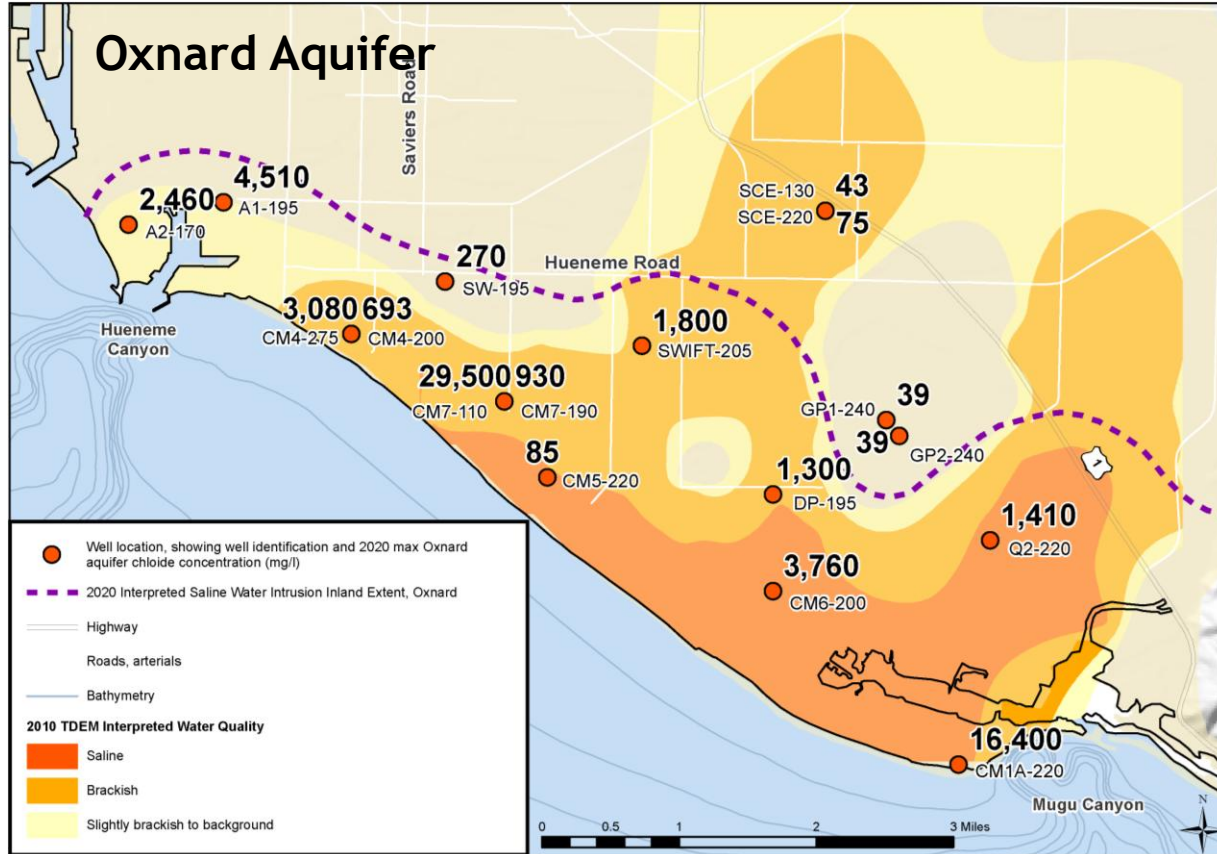 Oxnard Aquifer
Saviers Road
4,510
2,460
A1-195
A2-170
SCE-130
43
SCE-220
75
270
Hueneme Road
SW-195
3,080 693
CM4-275
CM4-200
Hueneme
Canyon
1,800
SWIFT-205
29,500 930
CM7-110
CM7-190
GP1-240
39
39
GP2-240
85
CM5-220
1,300
DP-195
1
1,410
Q2-220
3,760
CM6-200
16,400
CM1A-220
Mugu Canyon
Well location, showing well identification and 2020 max Oxnard
aquifer chloide concentration (mg/l)
2020 Interpreted Saline Water Intrusion Inland Extent, Oxnard
Highway
Roads, arterials
Bathymetry
2010 TDEM Interpreted Water Quality
Saline
Brackish
Slightly brackish to background
0 0.5 1 2 3 Miles
N